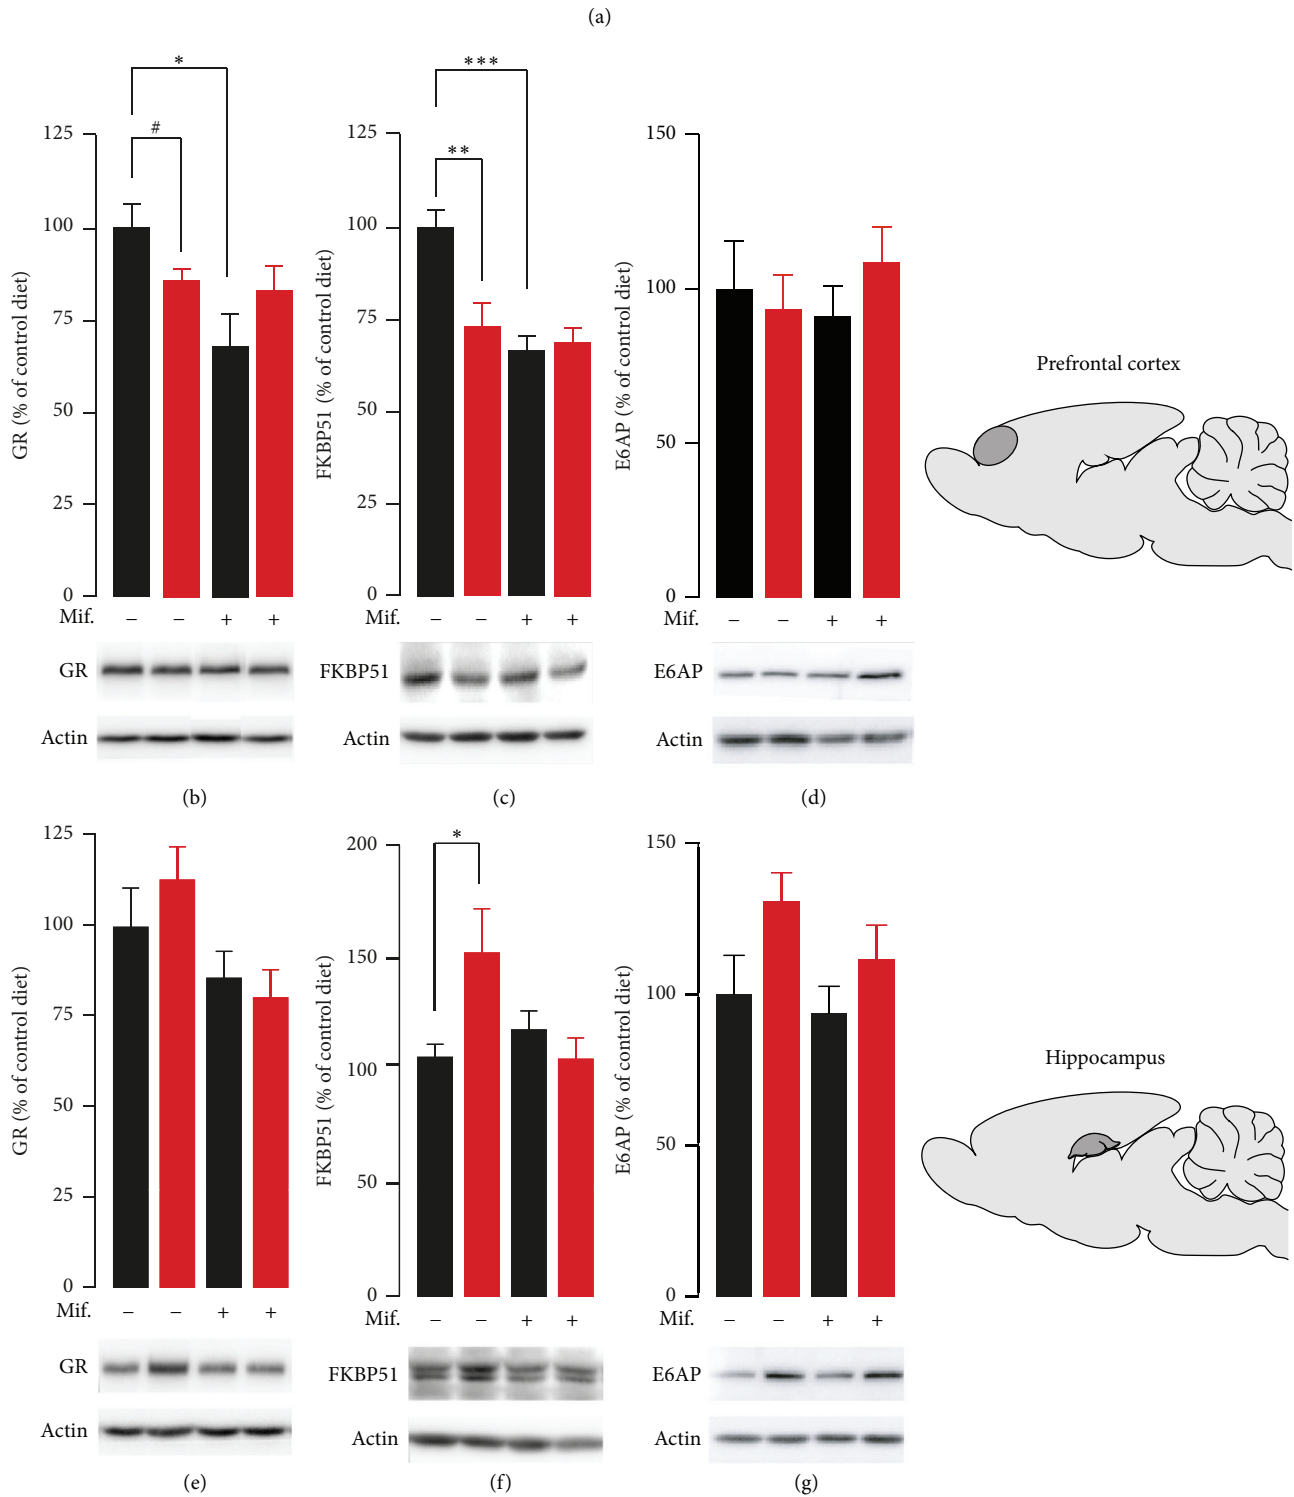 (a)
*
#
125
100
75
50
25
0
GR (% of control diet)
Mif. − − + +
GR
Actin
(b)
***
**
125
100
75
50
25
0
FKBP51 (% of control diet)
− − + +
FKBP51
Actin
(c)
150
100
50
0
E6AP (% of control diet)
− − + +
E6AP
Actin
(d)
Prefrontal cortex
125
100
75
50
25
0
GR (% of control diet)
Mif. − − + +
GR
Actin
(e)
*
200
150
100
50
0
FKBP51 (% of control diet)
Mif. − − + +
FKBP51
Actin
(f)
150
100
50
0
E6AP (% of control diet)
Mif. − − + +
E6AP
Actin
(g)
Hippocampus